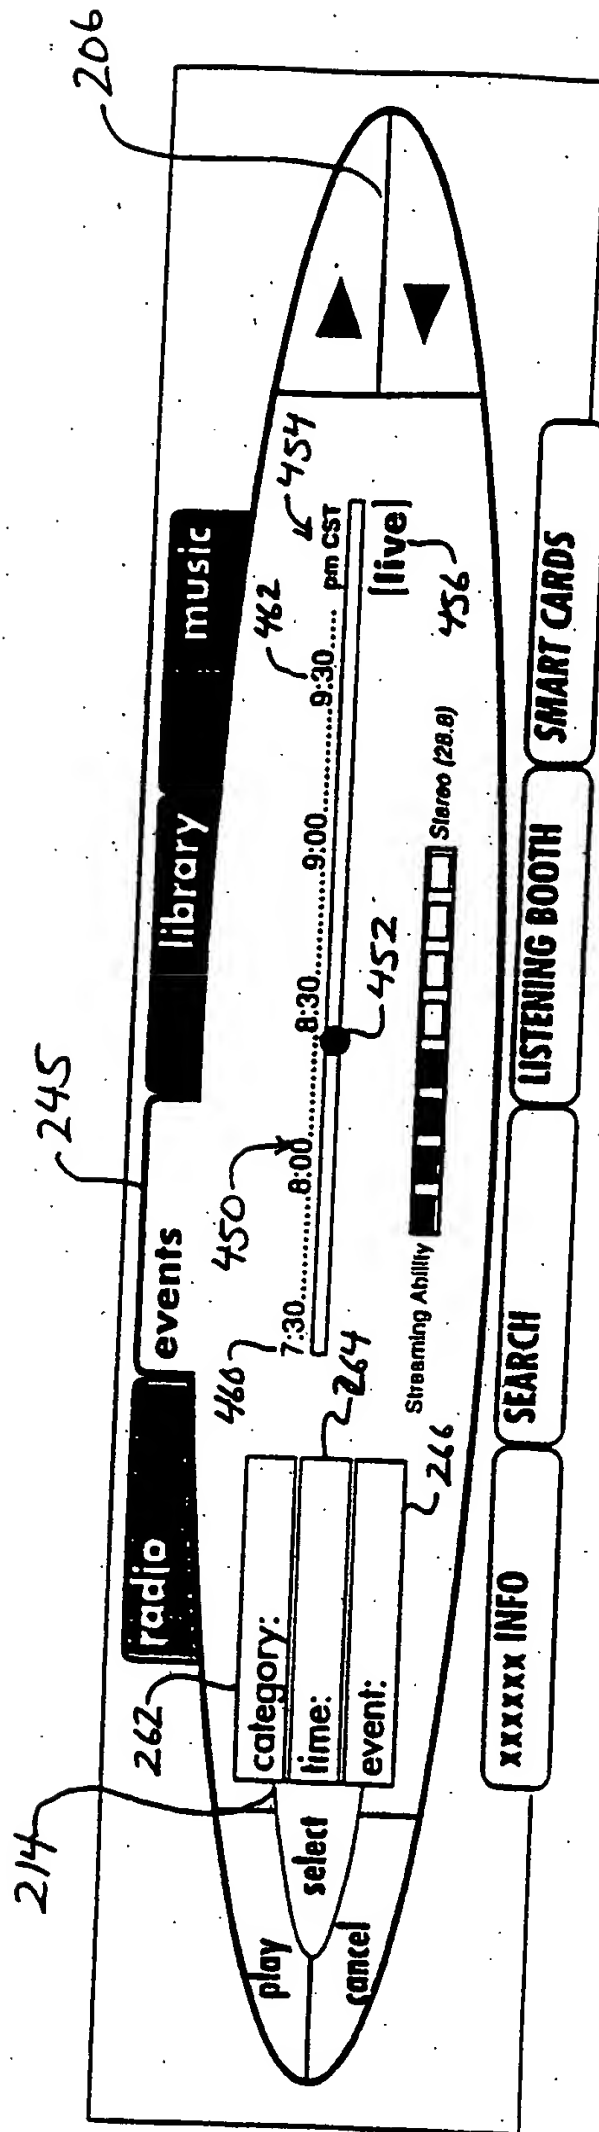 206
245
214
radio
events
library
music
262
play
select
cancel
category:
time:
event:
264
266
460
450
462
454
7:30..........8:00..........8:30..........9:00..........9:30..... pm CST
452
[live]
456
Streaming Ability
Stereo (28.8)
xxxxxx INFO
SEARCH
LISTENING BOOTH
SMART CARDS